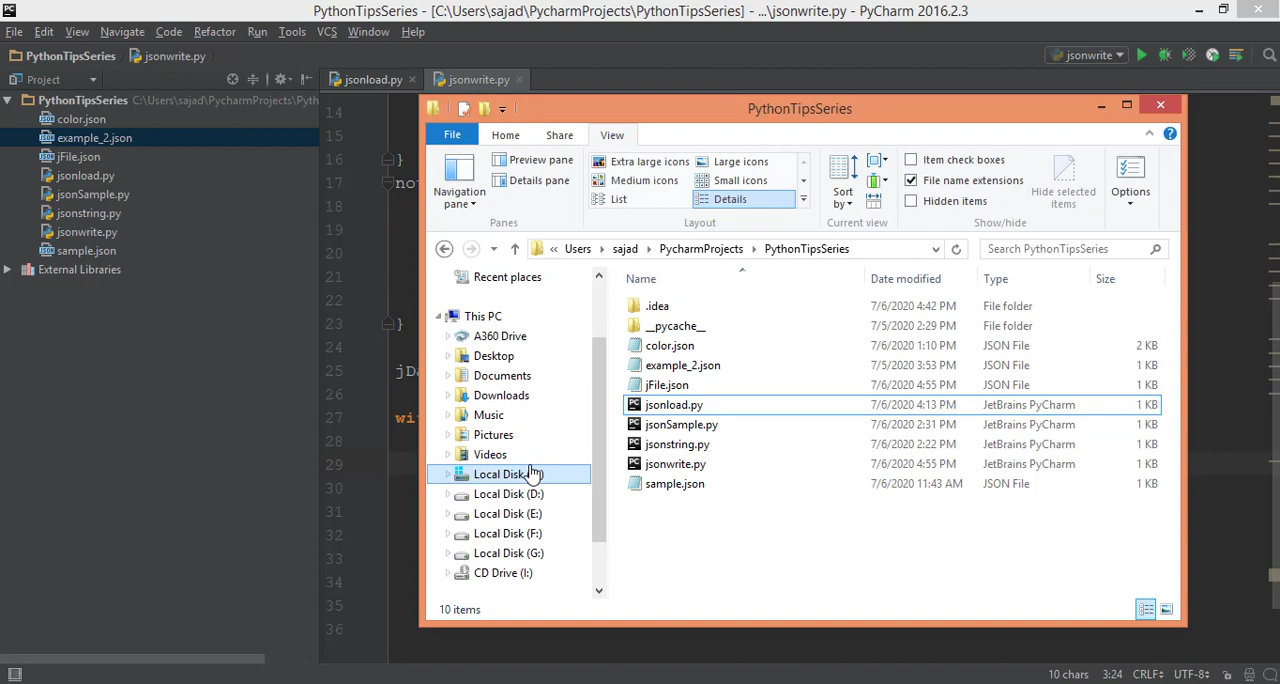 PythonTipsSeries - [C:\Users\sajad\PycharmProjects\PythonTipsSeries] - ...\jsonwrite.py - PyCharm 2016.2.3
File Edit View Navigate Code Refactor Run Tools VCS Window Help
PythonTipsSeries jsonwrite.py
jsonwrite
Project
jsonload.py
jsonwrite.py
PythonTipsSeries C:\Users\sajad\PycharmProjects\Pyth
color.json
example_2.json
jFile.json
jsonload.py
jsonSample.py
jsonstring.py
jsonwrite.py
sample.json
External Libraries
14
15
16 }
17 not
18
19
20
21
22
23 }
24
25 jDa
26
27 wit
28
29
30
31
32
33
34
35
36
PythonTipsSeries
File Home Share View
Navigation pane
Preview pane
Details pane
Panes
Extra large icons Large icons
Medium icons Small icons
List Details
Layout
Sort by
Current view
Item check boxes
File name extensions
Hidden items
Hide selected items
Show/hide
Options
« Users sajad PycharmProjects PythonTipsSeries
Search PythonTipsSeries
Recent places
This PC
A360 Drive
Desktop
Documents
Downloads
Music
Pictures
Videos
Local Disk
Local Disk (D:)
Local Disk (E:)
Local Disk (F:)
Local Disk (G:)
CD Drive (I:)
Name Date modified Type Size
.idea 7/6/2020 4:42 PM File folder
__pycache__ 7/5/2020 2:29 PM File folder
color.json 7/6/2020 1:10 PM JSON File 2 KB
example_2.json 7/5/2020 3:53 PM JSON File 1 KB
jFile.json 7/6/2020 4:55 PM JSON File 1 KB
jsonload.py 7/6/2020 4:13 PM JetBrains PyCharm 1 KB
jsonSample.py 7/6/2020 2:31 PM JetBrains PyCharm 1 KB
jsonstring.py 7/6/2020 2:22 PM JetBrains PyCharm 1 KB
jsonwrite.py 7/6/2020 4:55 PM JetBrains PyCharm 1 KB
sample.json 7/6/2020 11:43 AM JSON File 1 KB
10 items
10 chars 3:24 CRLF UTF-8